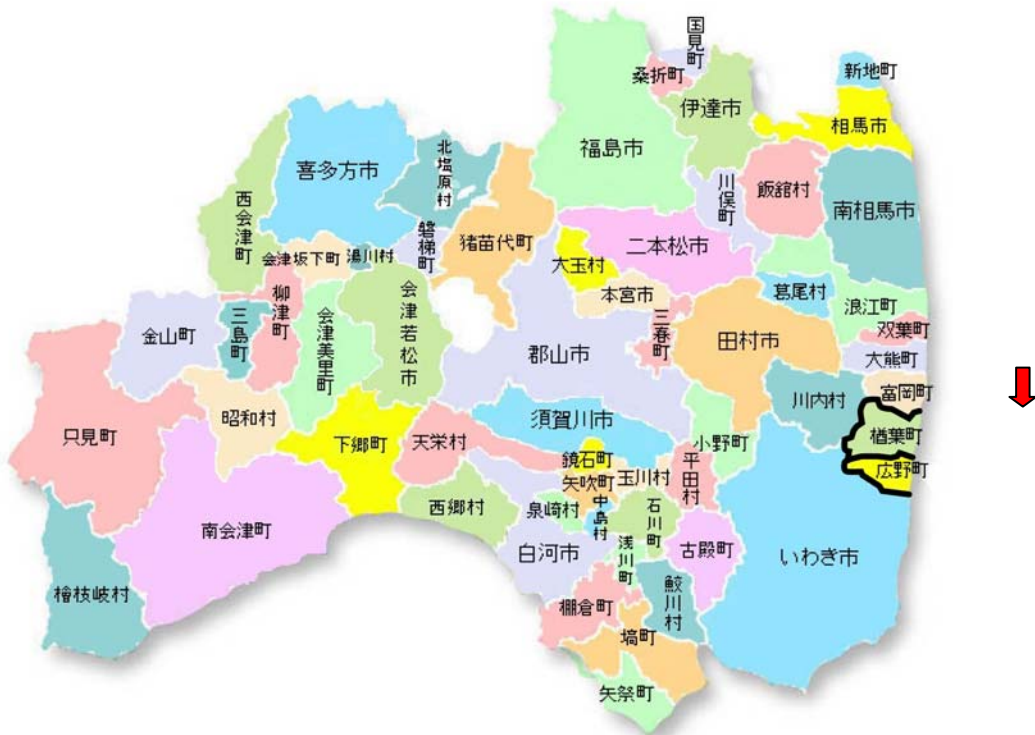 国見町
桑折町
伊達市
新地町
相馬市
福島市
喜多方市
北塩原村
西会津町
川俣町
飯舘村
南相馬市
磐梯町
猪苗代町
二本松市
大玉村
会津坂下町
湯川村
柳津町
会津若松市
本宮市
葛尾村
浪江町
双葉町
三春町
田村市
大熊町
金山町
三島町
会津美里町
郡山市
富岡町
川内村
昭和村
只見町
下郷町
天栄村
須賀川市
小野町
楢葉町
鏡石町
平田村
広野町
矢吹町
玉川村
西郷村
泉崎村
中島村
石川町
南会津町
白河市
浅川町
古殿町
いわき市
檜枝岐村
棚倉町
鮫川村
塙町
矢祭町